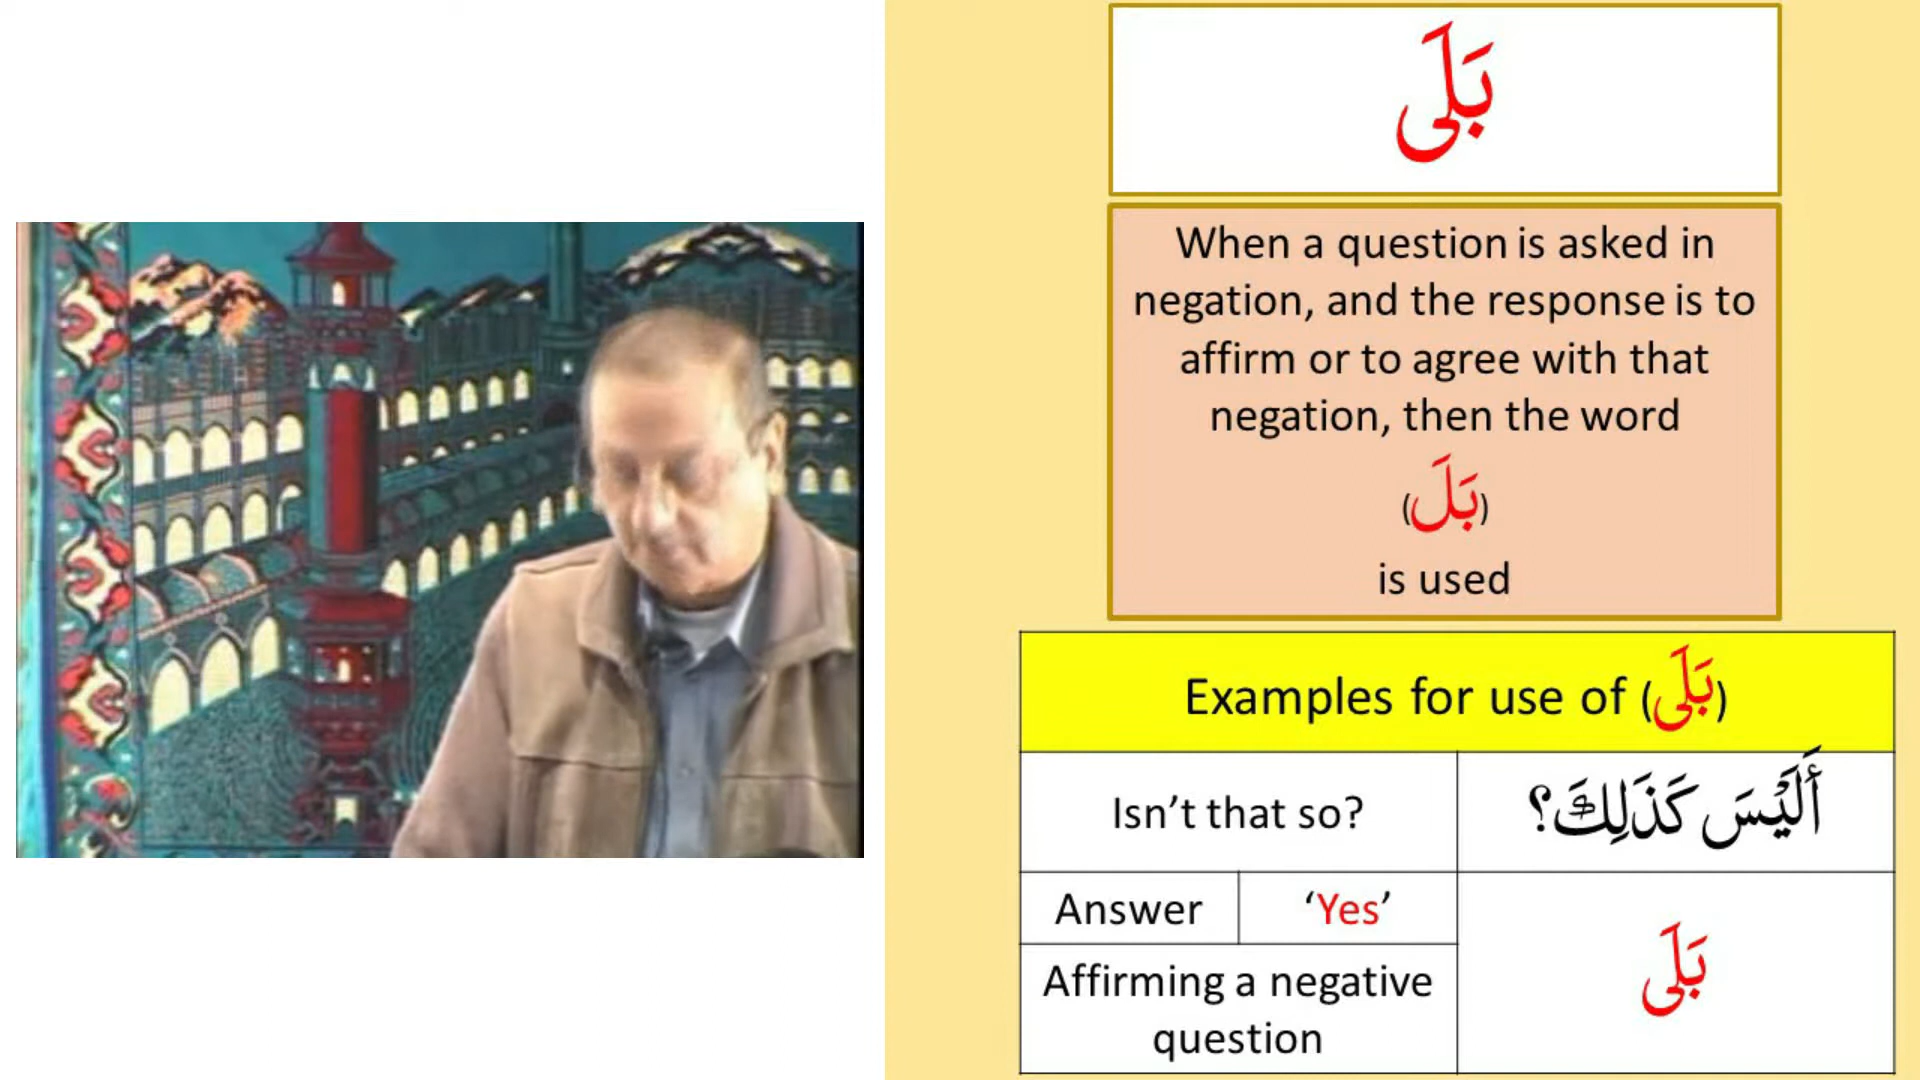 بَلَى
When a question is asked in
negation, and the response is to
affirm or to agree with that
negation, then the word
(بَلَ)
is used
Examples for use of (بَلَى)
Isn’t that so?
أَلَيْسَ كَذَلِكَ؟
Answer
‘Yes’
Affirming a negative
question
بَلَى